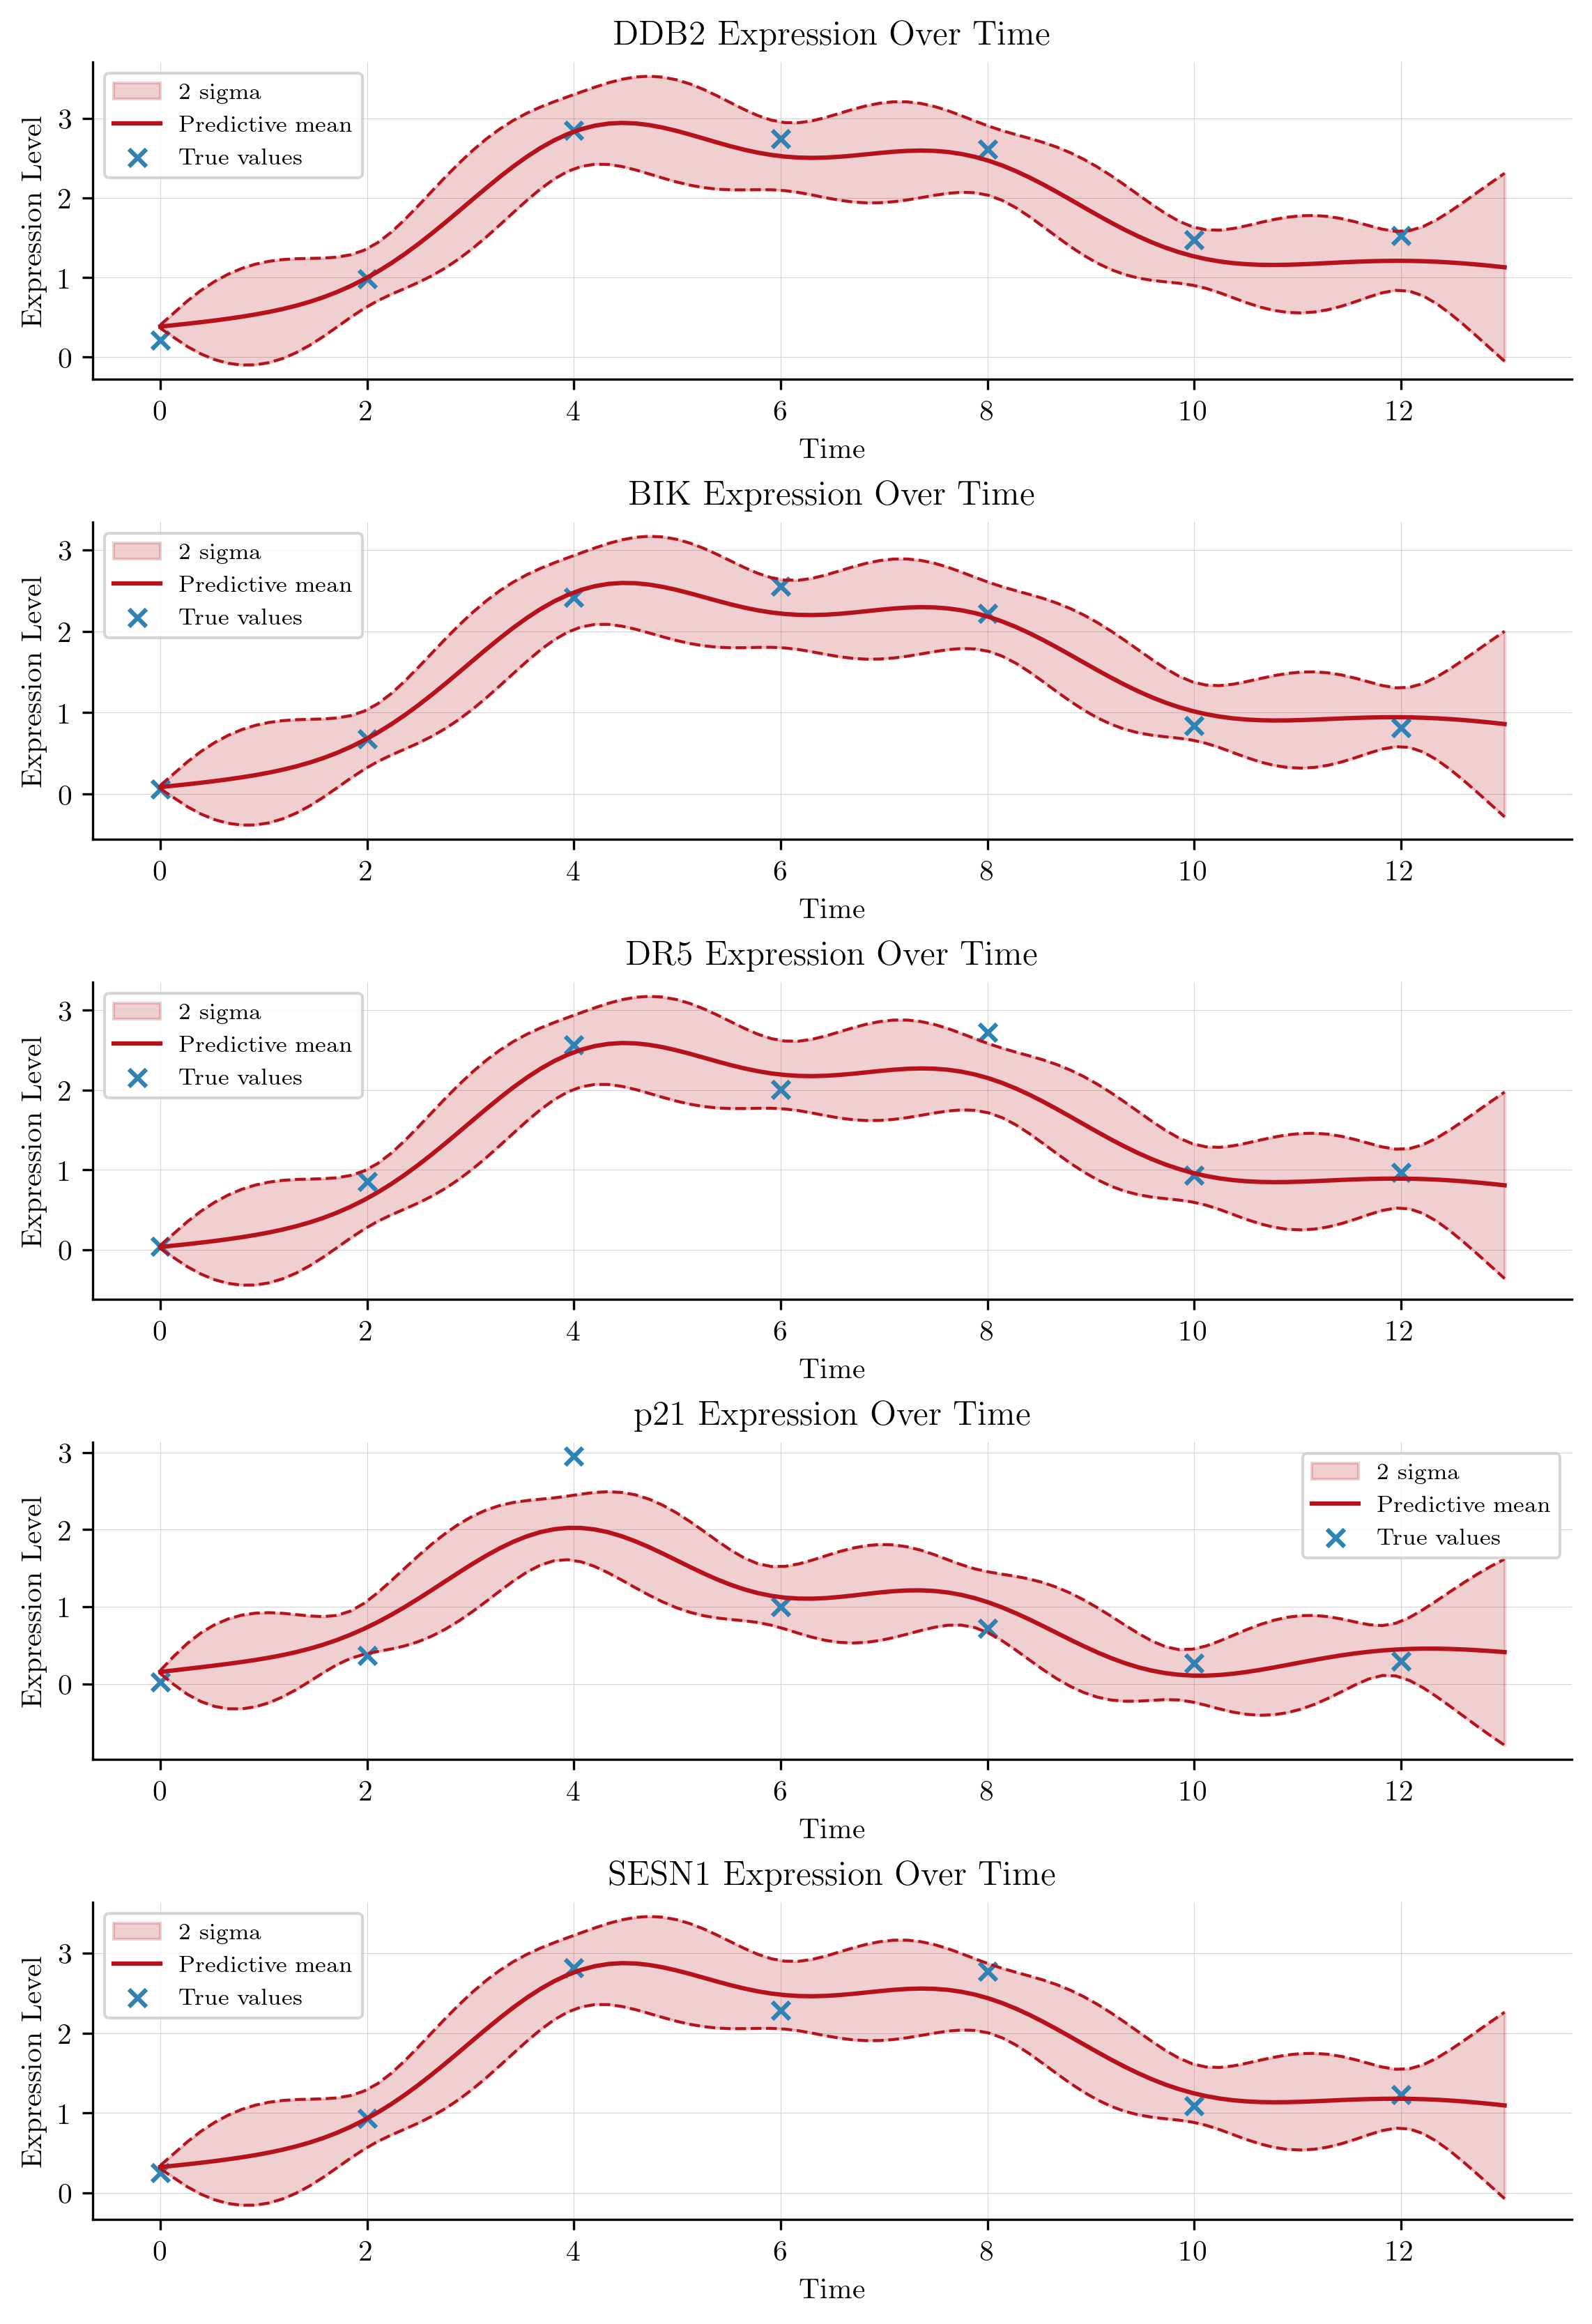 DDB2 Expression Over Time
Expression Level
3
2
1
0
2 sigma
Predictive mean
True values
0 2 4 6 8 10 12
Time
BIK Expression Over Time
Expression Level
3
2
1
0
2 sigma
Predictive mean
True values
0 2 4 6 8 10 12
Time
DR5 Expression Over Time
Expression Level
3
2
1
0
2 sigma
Predictive mean
True values
0 2 4 6 8 10 12
Time
p21 Expression Over Time
Expression Level
3
2
1
0
2 sigma
Predictive mean
True values
0 2 4 6 8 10 12
Time
SESN1 Expression Over Time
Expression Level
3
2
1
0
2 sigma
Predictive mean
True values
0 2 4 6 8 10 12
Time